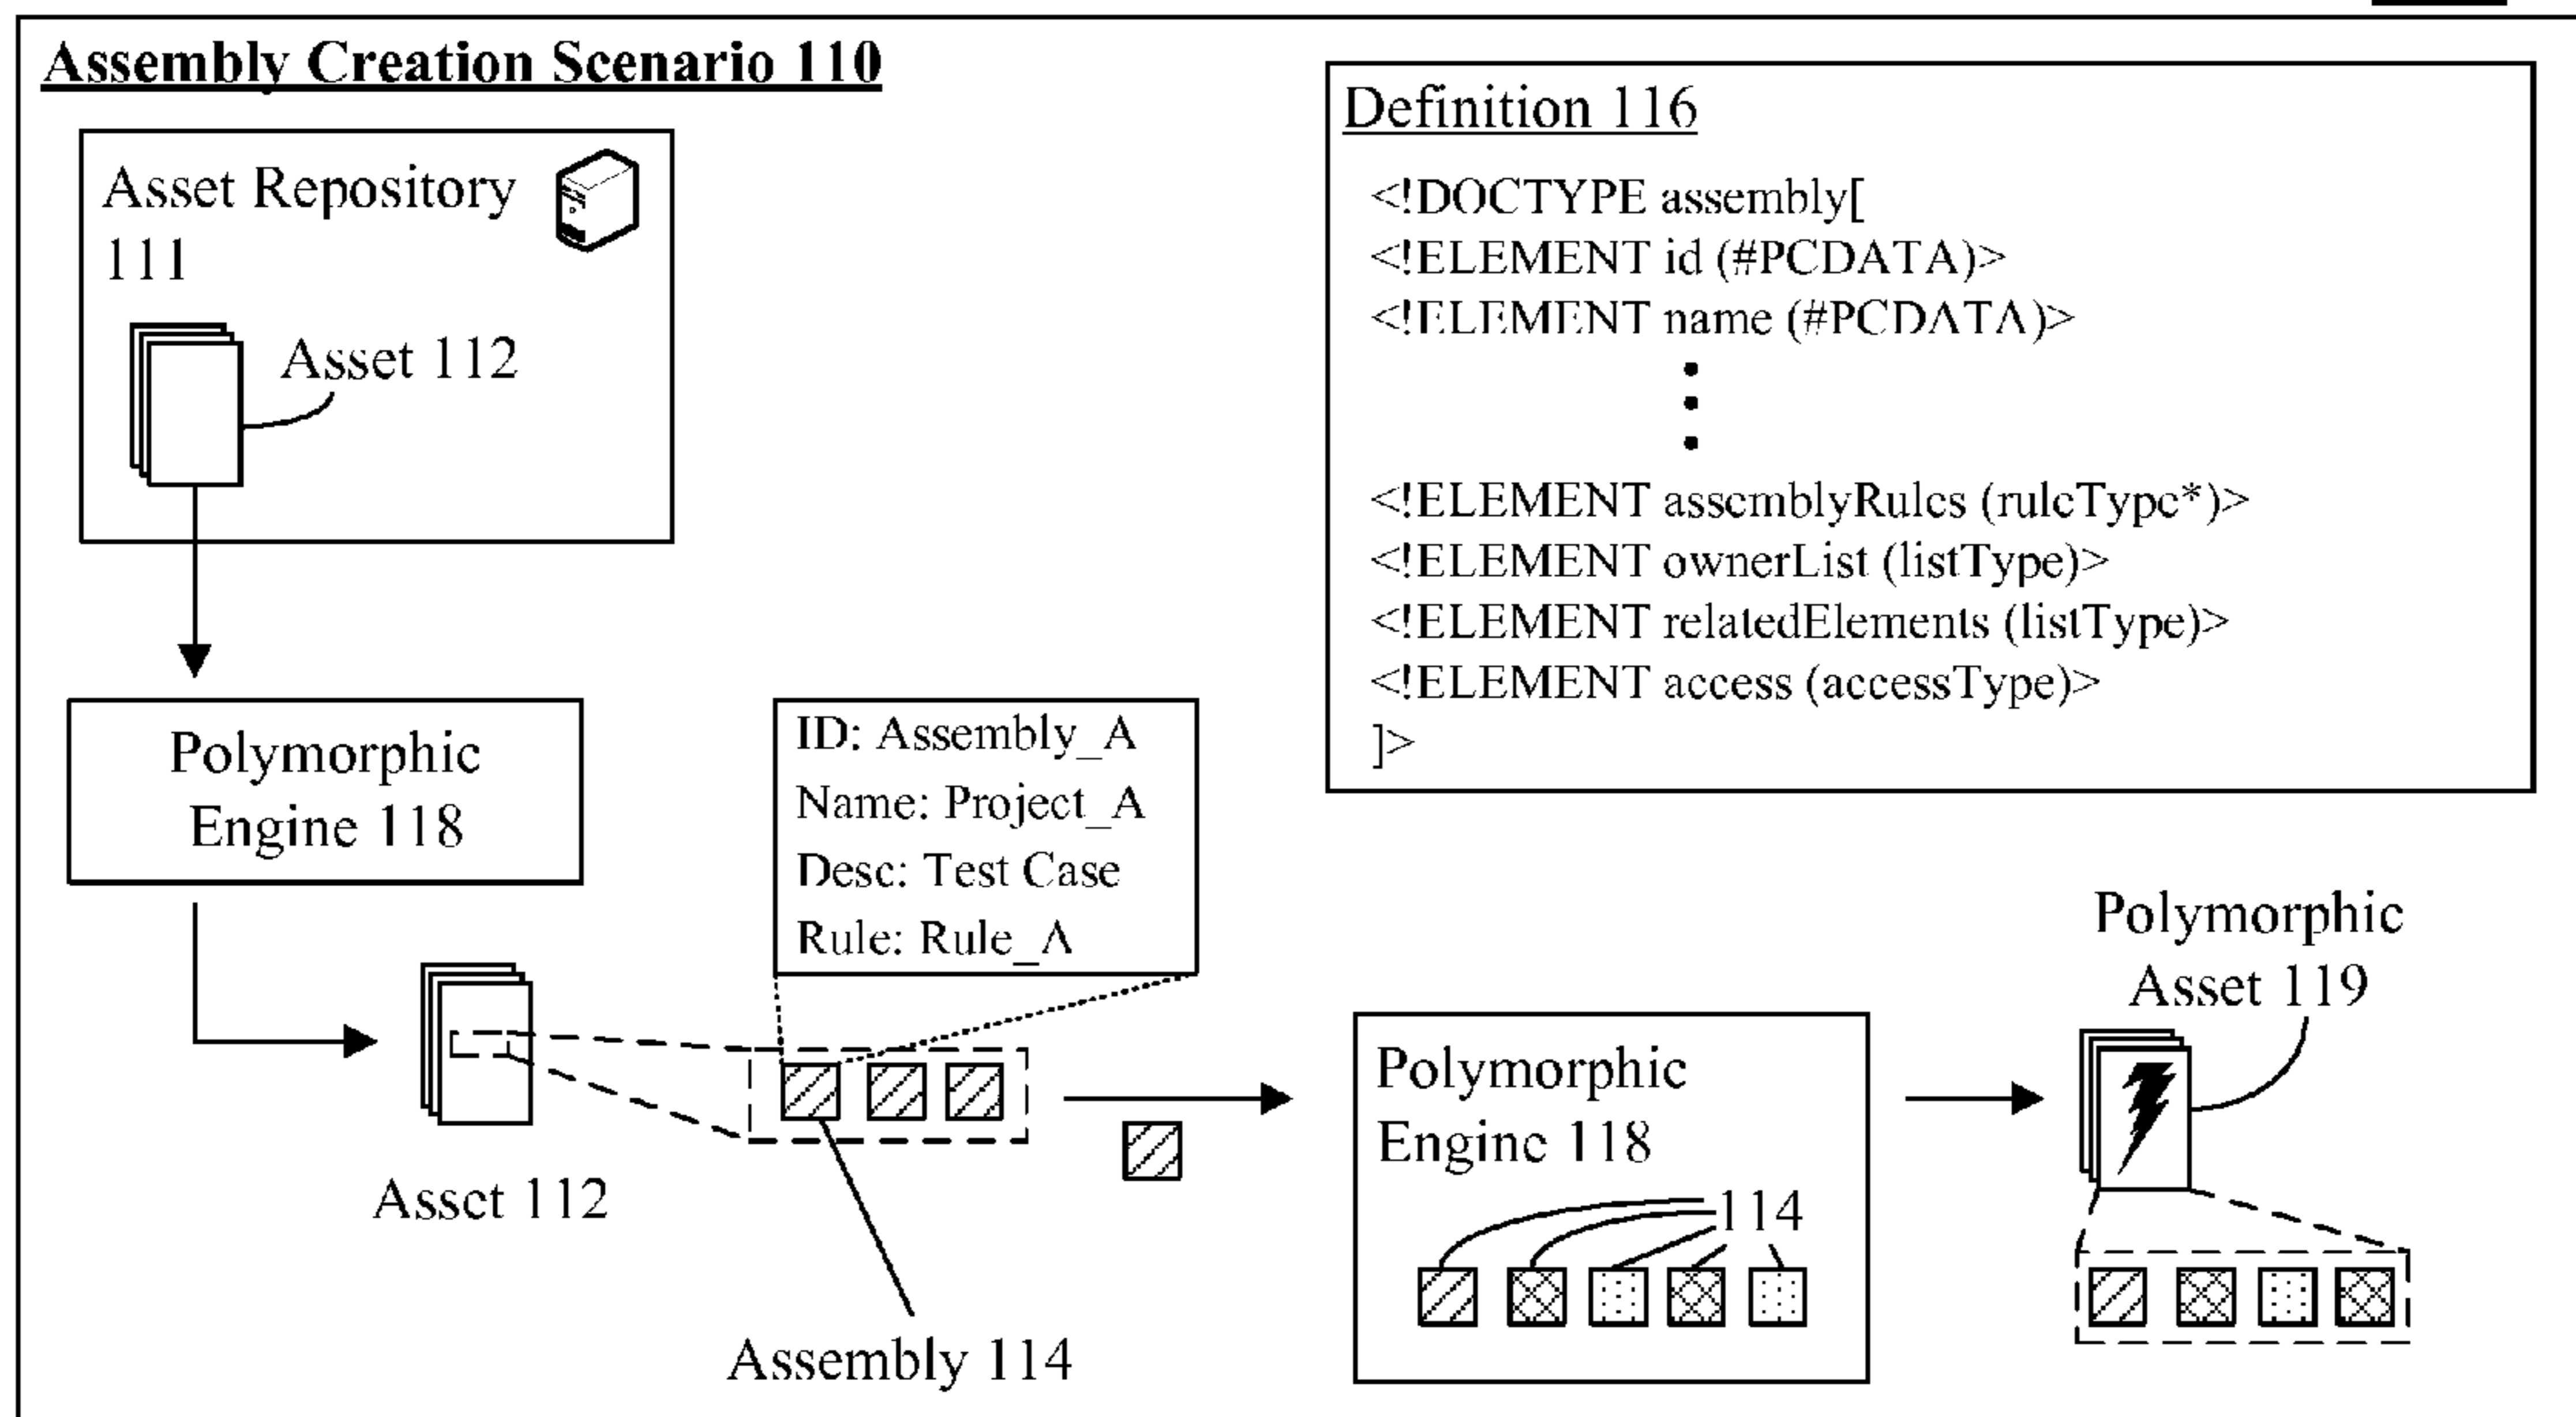 Assembly Creation Scenario 110
Asset Repository
111
Asset 112
Definition 116
<!DOCTYPE assembly[
<!ELEMENT id (#PCDATA)>
<!ELEMENT name (#PCDATA)>
<!ELEMENT assemblyRules (ruleType*)>
<!ELEMENT ownerList (listType)>
<!ELEMENT relatedElements (listType)>
<!ELEMENT access (accessType)>
]>
Polymorphic
Engine 118
ID: Assembly_A
Name: Project_A
Desc: Test Case
Rule: Rule_A
Asset 112
Assembly 114
Polymorphic
Engine 118
114
Polymorphic
Asset 119